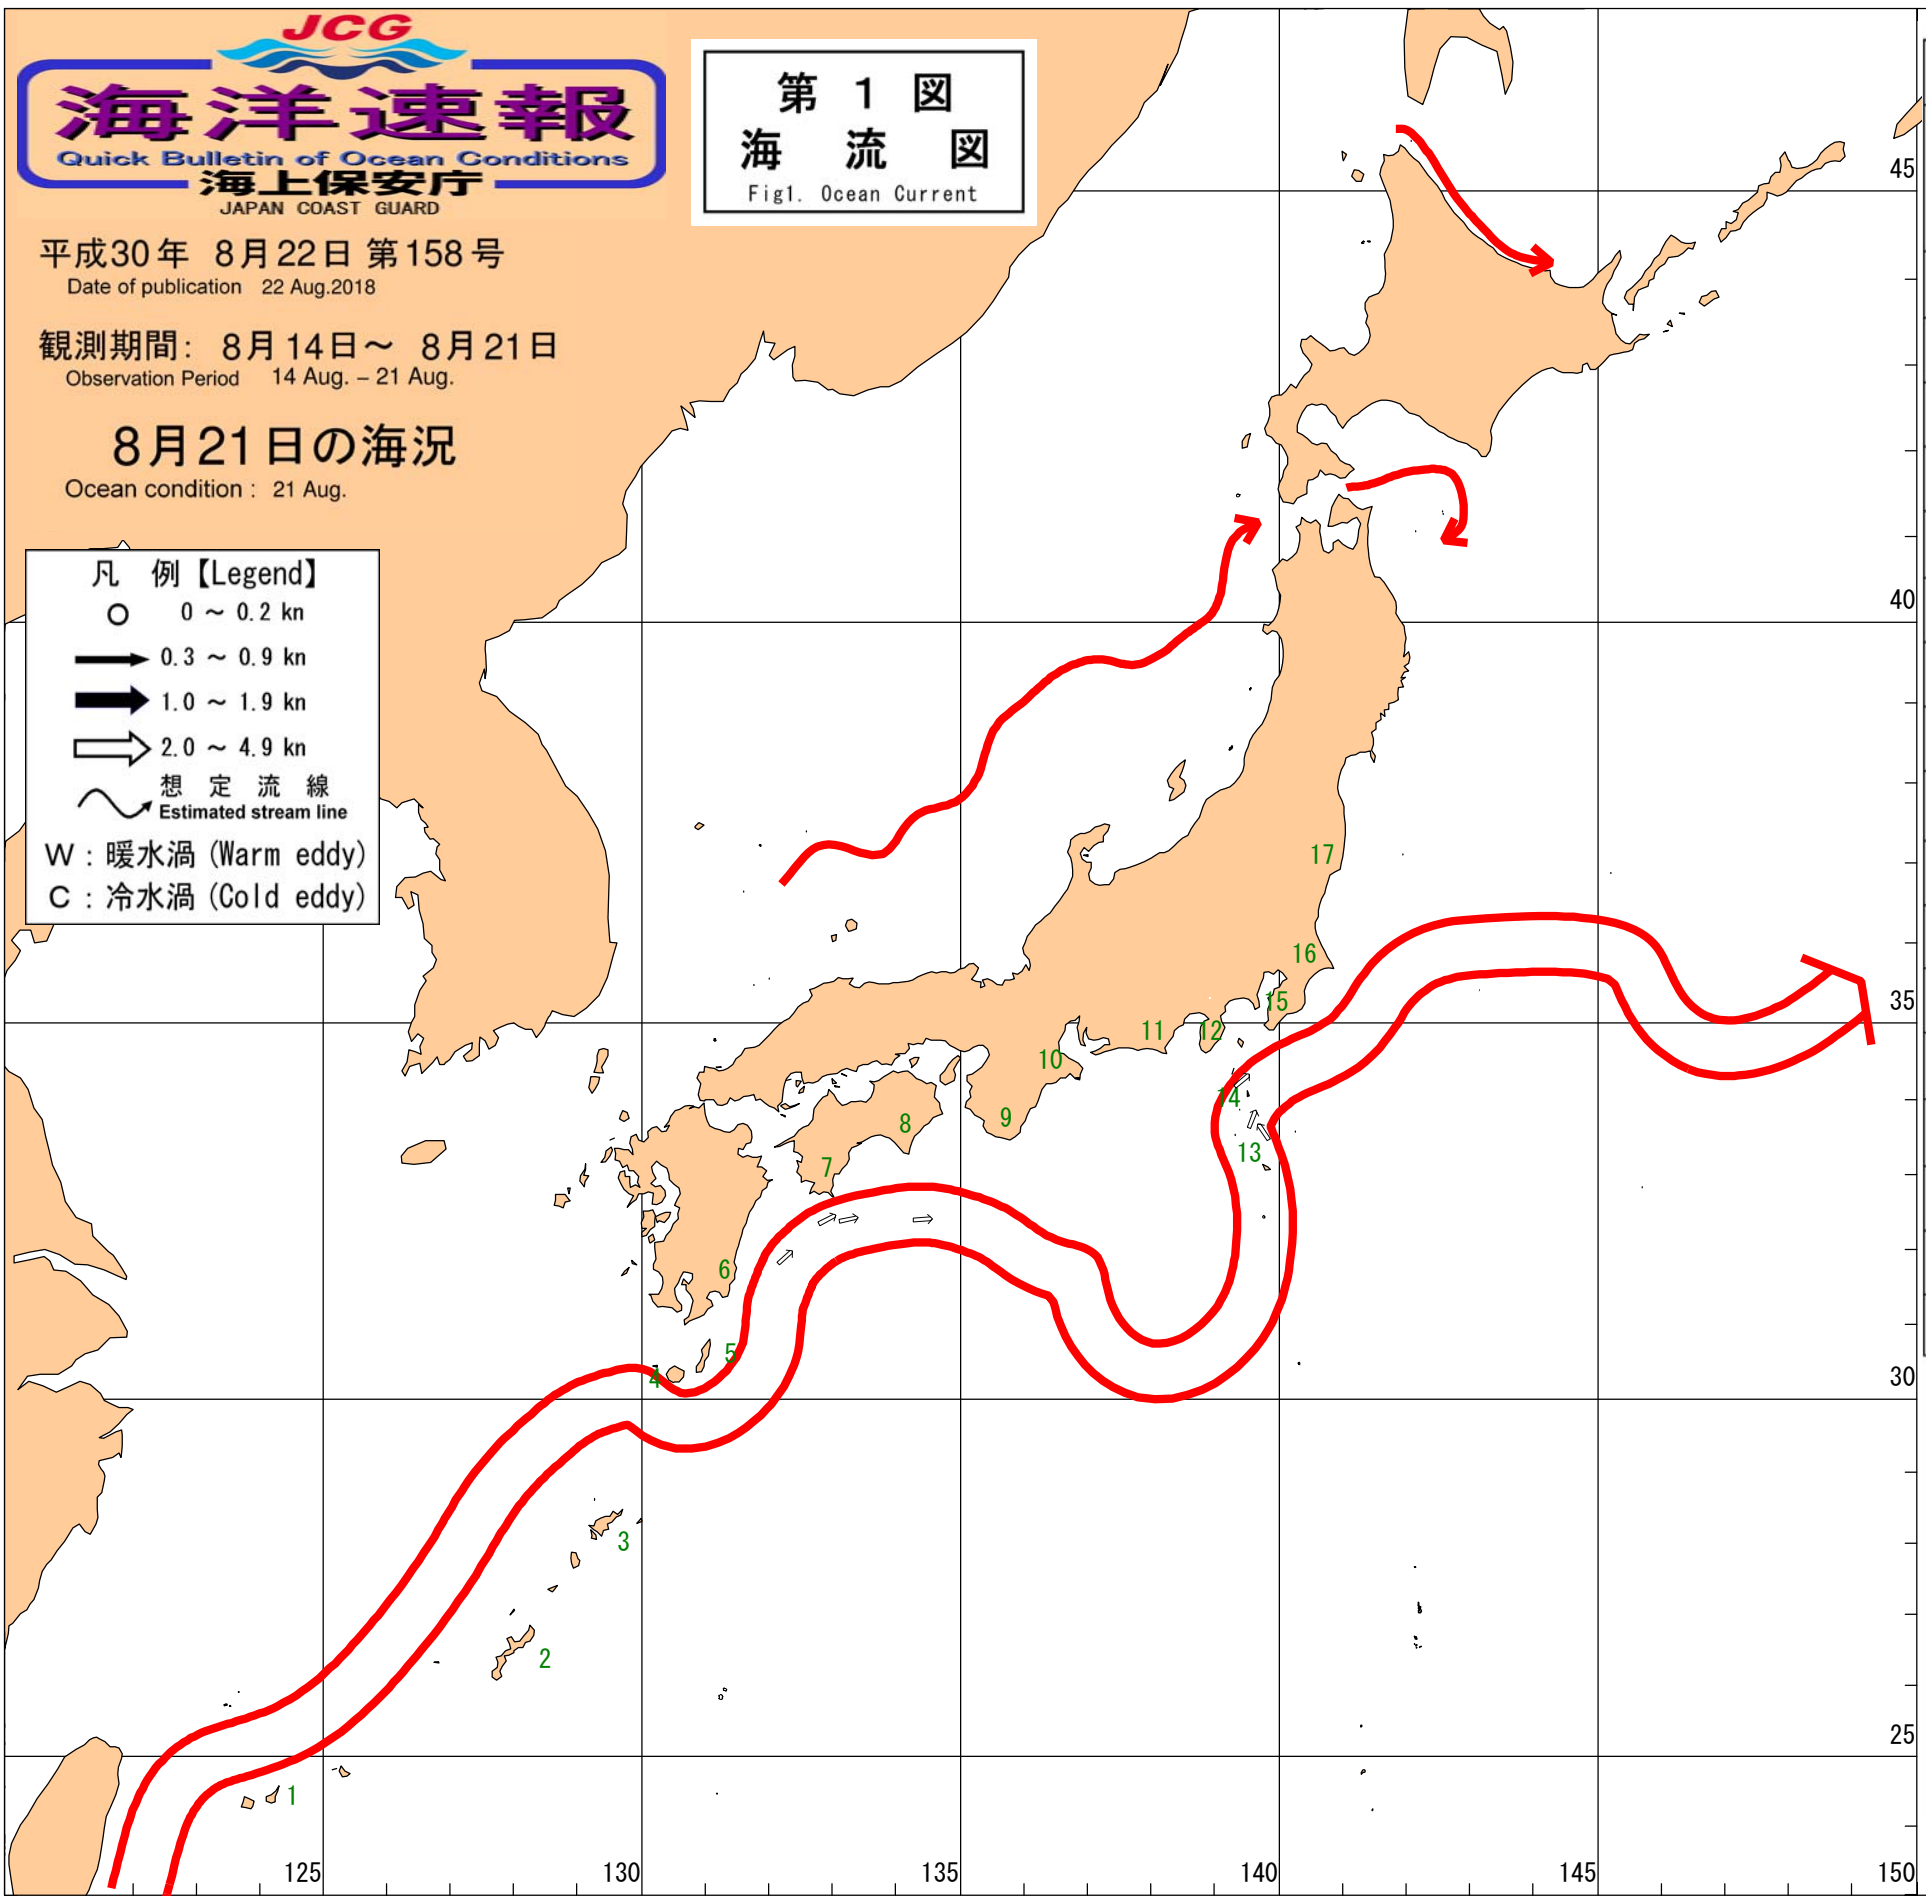 JCG
海洋速報
Quick Bulletin of Ocean Conditions
海上保安庁
JAPAN COAST GUARD
平成30年 8月22日 第158号
Date of publication 22 Aug.2018
観測期間: 8月14日～ 8月21日
Observation Period 14 Aug. – 21 Aug.
8月21日の海況
Ocean condition : 21 Aug.
第 1 図
海 流 図
Fig1. Ocean Current
凡 例【Legend】
0 ～ 0.2 kn
0.3 ～ 0.9 kn
1.0 ～ 1.9 kn
2.0 ～ 4.9 kn
想 定 流 線
Estimated stream line
W : 暖水渦 (Warm eddy)
C : 冷水渦 (Cold eddy)
45
40
35
30
25
17
16
15
12
11
10
14
13
9
8
7
6
5
4
3
2
1
125
130
135
140
145
150